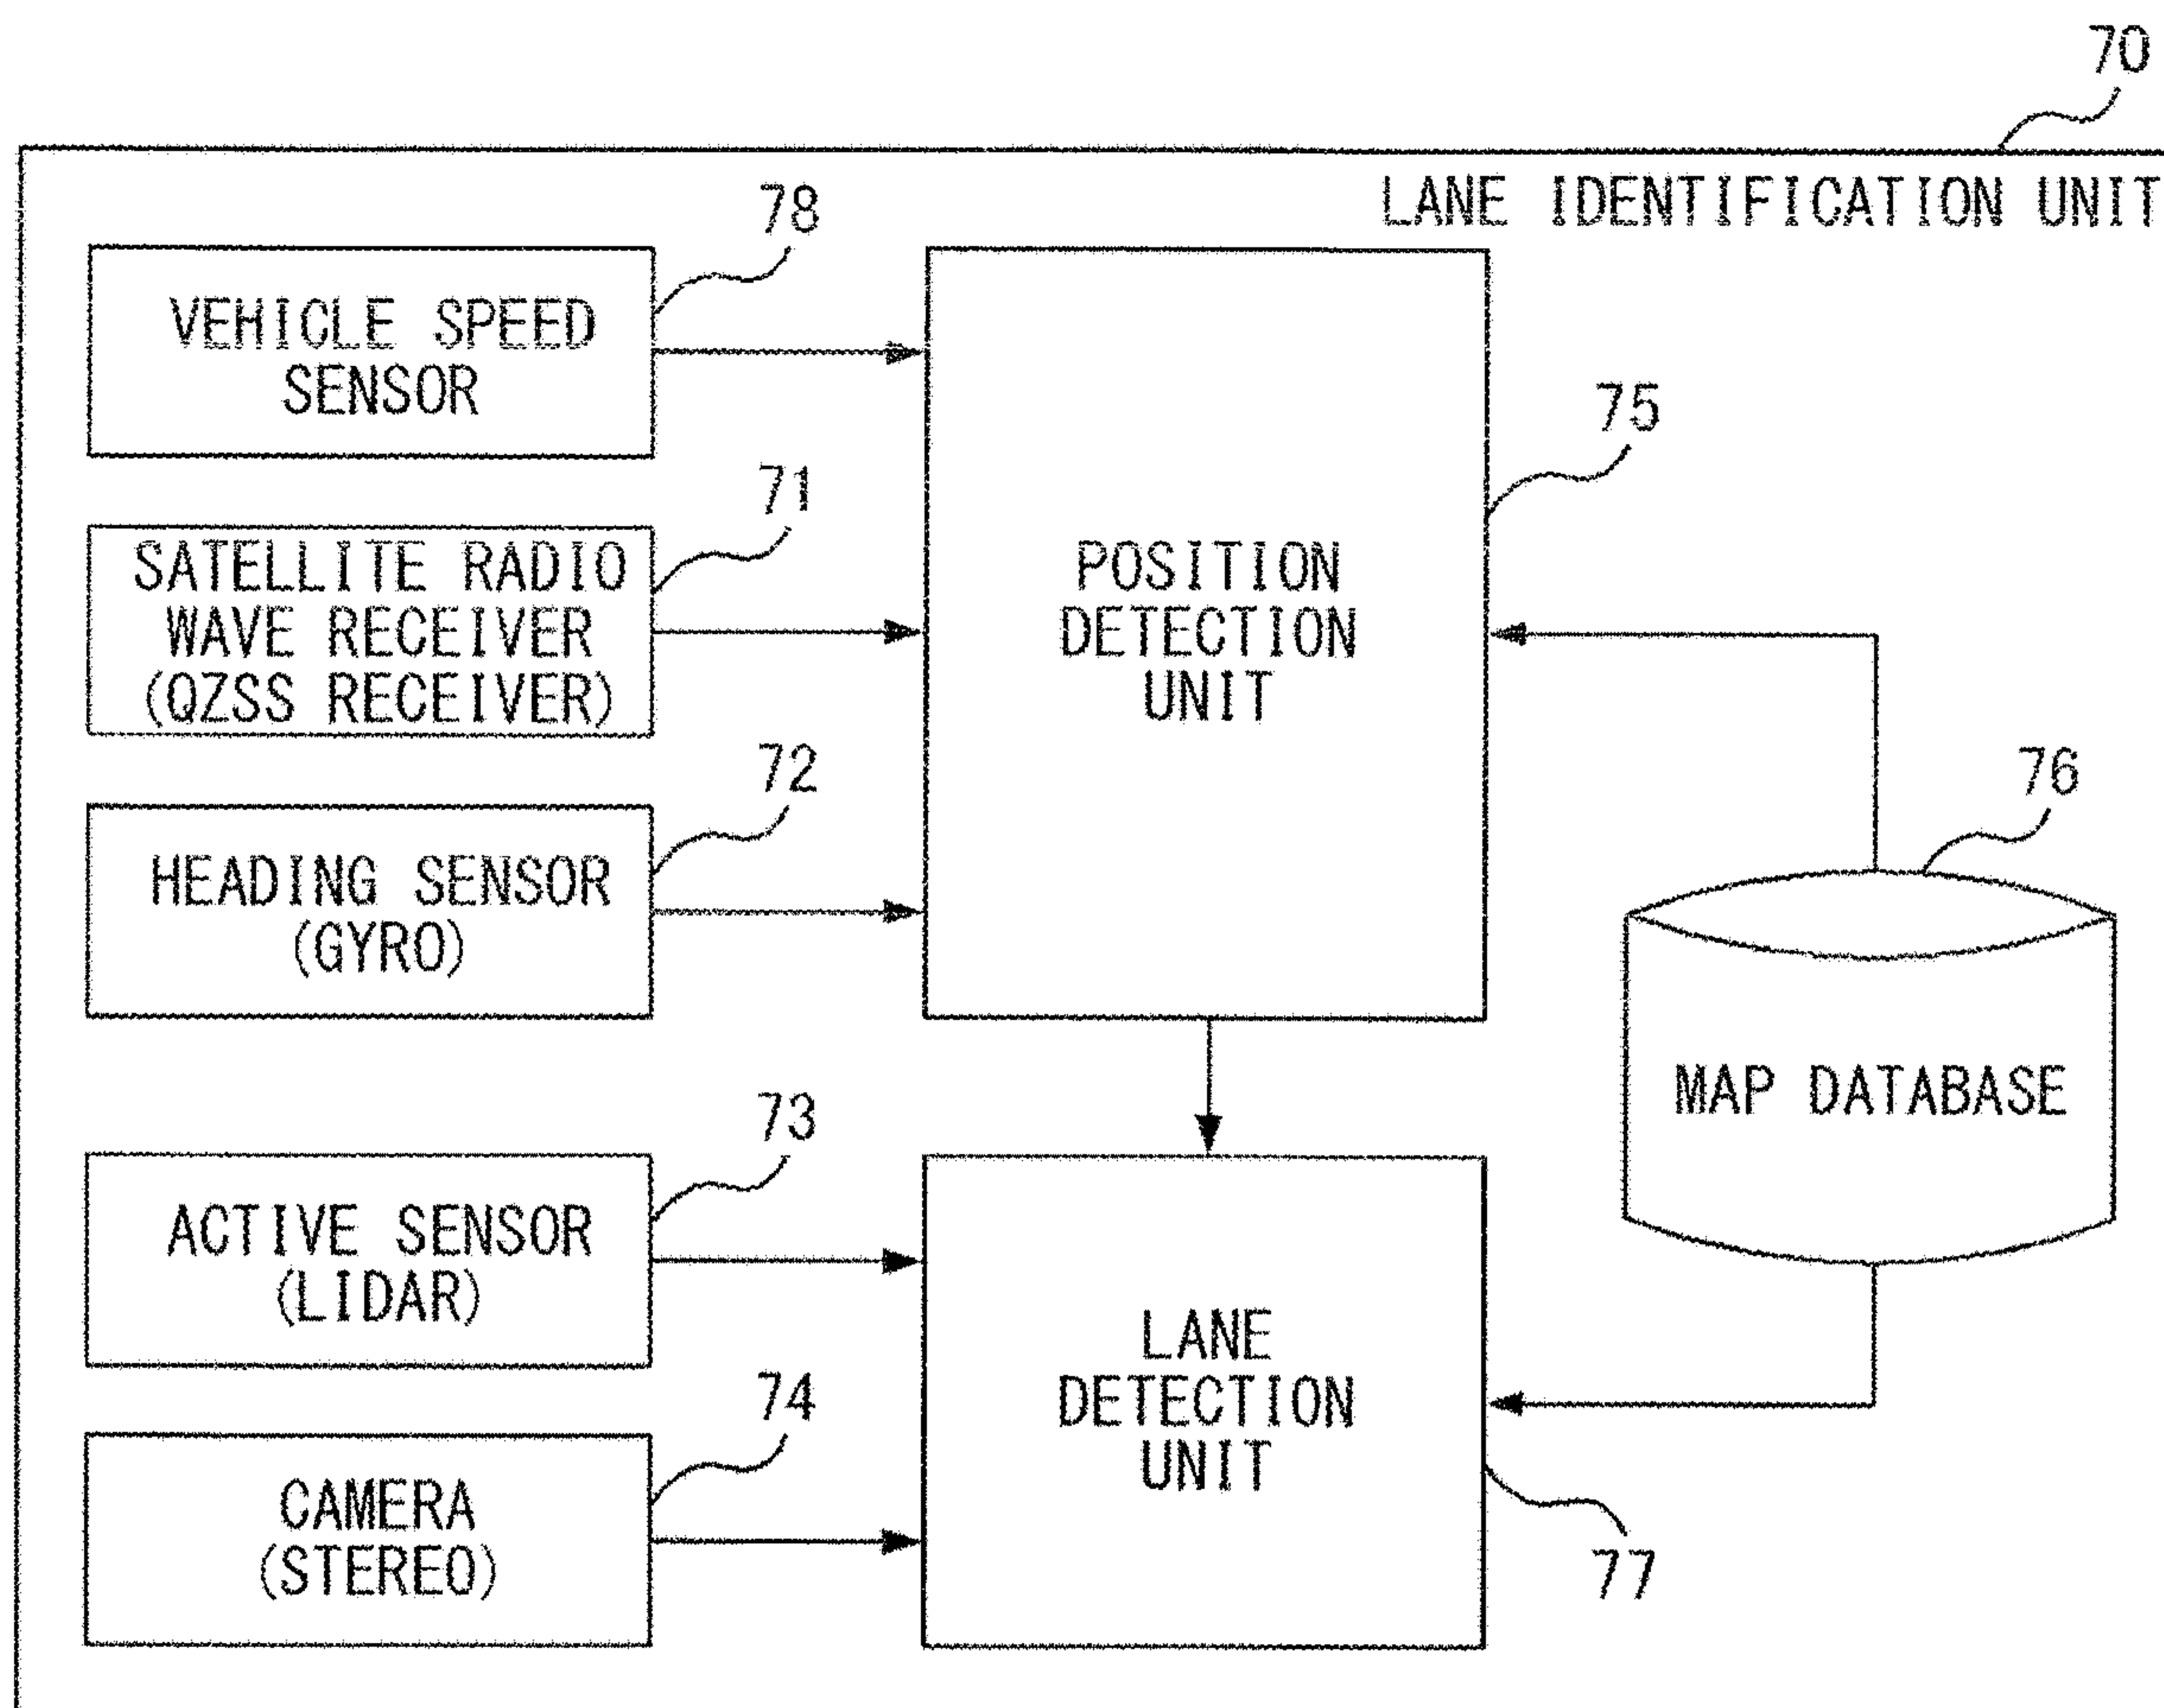 70
LANE IDENTIFICATION UNIT
78
VEHICLE SPEED
SENSOR
71
SATELLITE RADIO
WAVE RECEIVER
(QZSS RECEIVER)
72
HEADING SENSOR
(GYRO)
POSITION
DETECTION
UNIT
75
76
MAP DATABASE
73
ACTIVE SENSOR
(LIDAR)
74
CAMERA
(STEREO)
LANE
DETECTION
UNIT
77